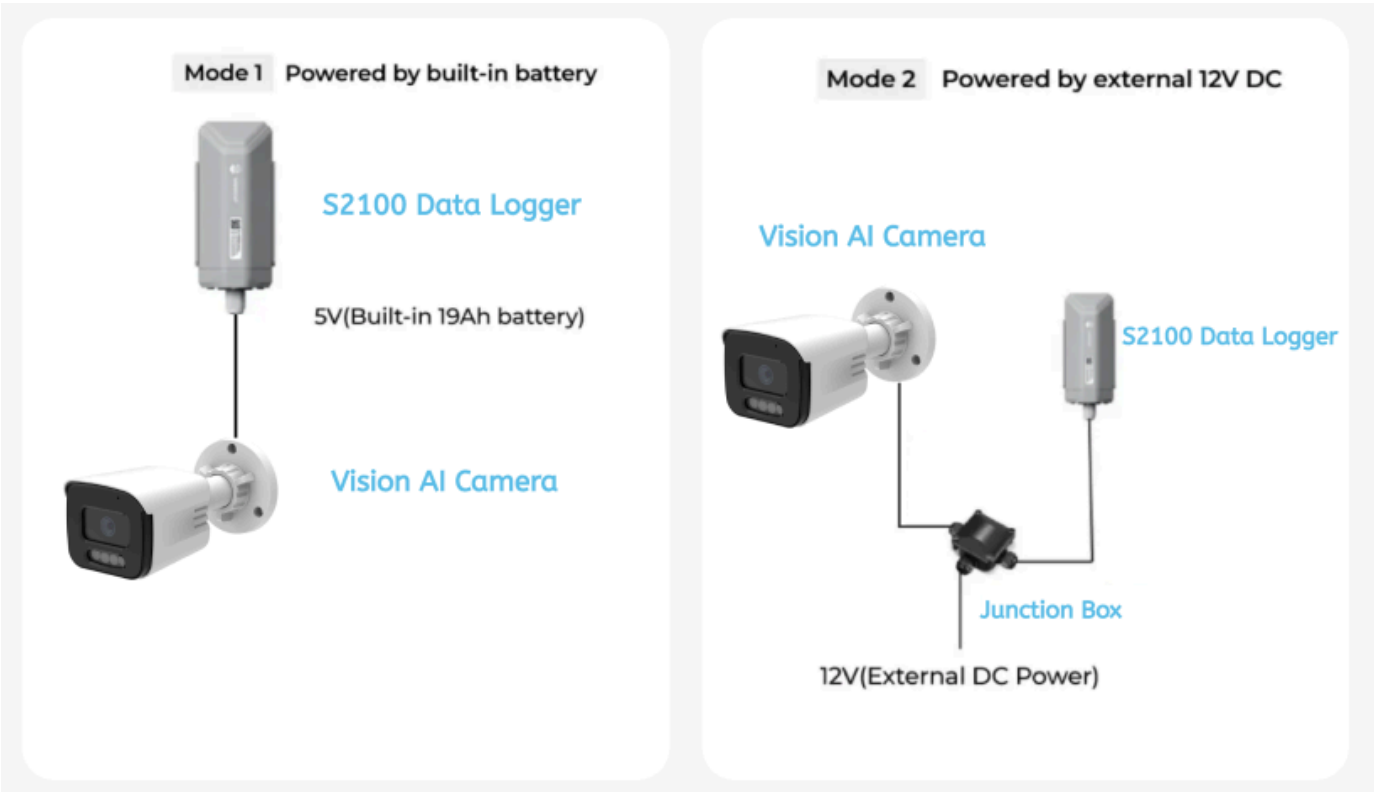 Mode 1 Powered by built-in battery
S2100 Data Logger
5V(Built-in 19Ah battery)
Vision AI Camera
Mode 2 Powered by external 12V DC
Vision AI Camera
S2100 Data Logger
Junction Box
12V(External DC Power)